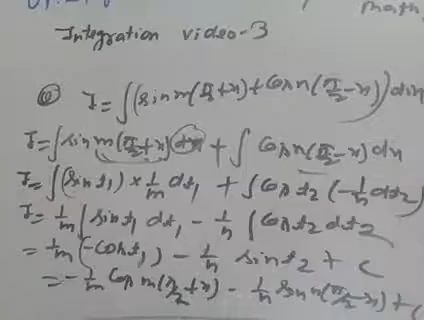 math
Integration video-3
I = ∫(sin m(π/2+x) + Cos n(π/2-x)) dx
I = ∫ sin m(π/2+x) dx + ∫ Cos n(π/2-x) dx
I = ∫(sin t₁) × 1/m dt₁ + ∫ Cos t₂ (-1/n dt₂)
I = 1/m ∫ sin t₁ dt₁ - 1/n ∫ Cos t₂ dt₂
= 1/m (-cos t₁) - 1/n sin t₂ + c
= -1/m Cos m(π/2+x) - 1/n sin n(π/2-x) + c